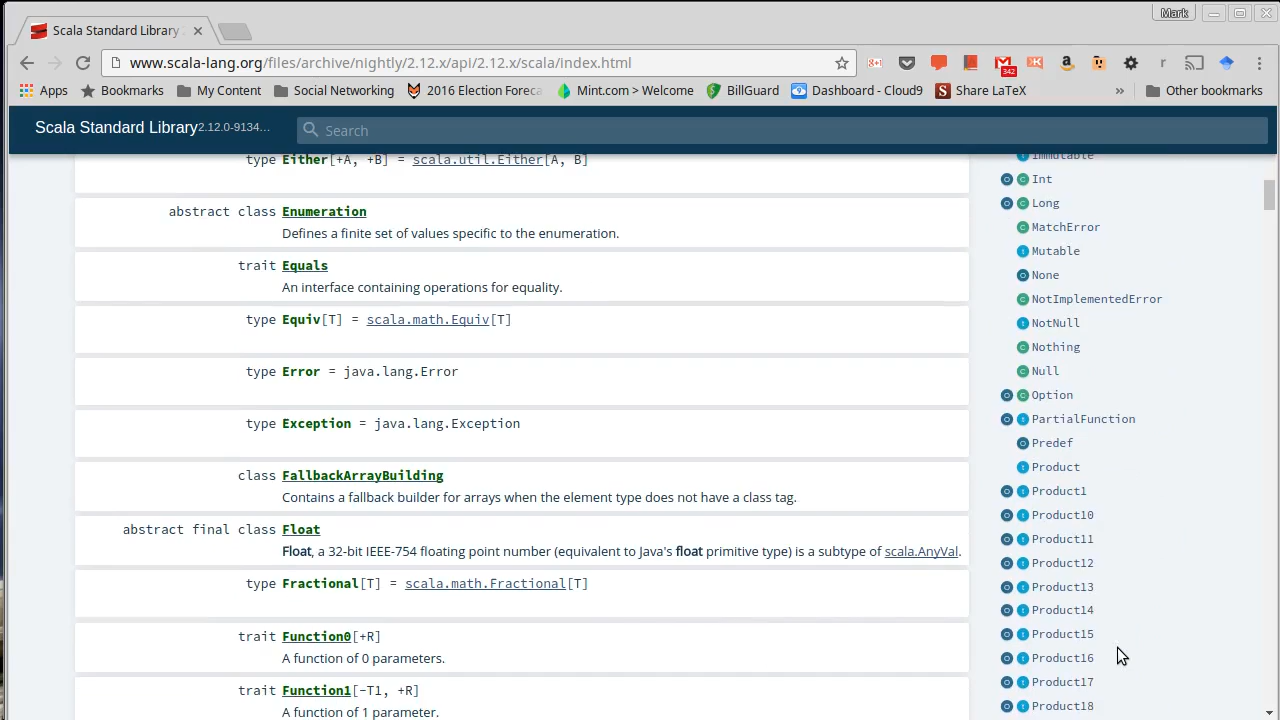 Mark
Scala Standard Library
www.scala-lang.org/files/archive/nightly/2.12.x/api/2.12.x/scala/index.html
342
Apps
Bookmarks
My Content
Social Networking
2016 Election Foreca
Mint.com > Welcome
BillGuard
Dashboard - Cloud9
Share LaTeX
»
Other bookmarks
Scala Standard Library2.12.0-9134...
Search
type Either[+A, +B] = scala.util.Either[A, B]
abstract class Enumeration
Defines a finite set of values specific to the enumeration.
trait Equals
An interface containing operations for equality.
type Equiv[T] = scala.math.Equiv[T]
type Error = java.lang.Error
type Exception = java.lang.Exception
class FallbackArrayBuilding
Contains a fallback builder for arrays when the element type does not have a class tag.
abstract final class Float
Float, a 32-bit IEEE-754 floating point number (equivalent to Java's float primitive type) is a subtype of scala.AnyVal.
type Fractional[T] = scala.math.Fractional[T]
trait Function0[+R]
A function of 0 parameters.
trait Function1[-T1, +R]
A function of 1 parameter.
Immutable
Int
Long
MatchError
Mutable
None
NotImplementedError
NotNull
Nothing
Null
Option
PartialFunction
Predef
Product
Product1
Product10
Product11
Product12
Product13
Product14
Product15
Product16
Product17
Product18